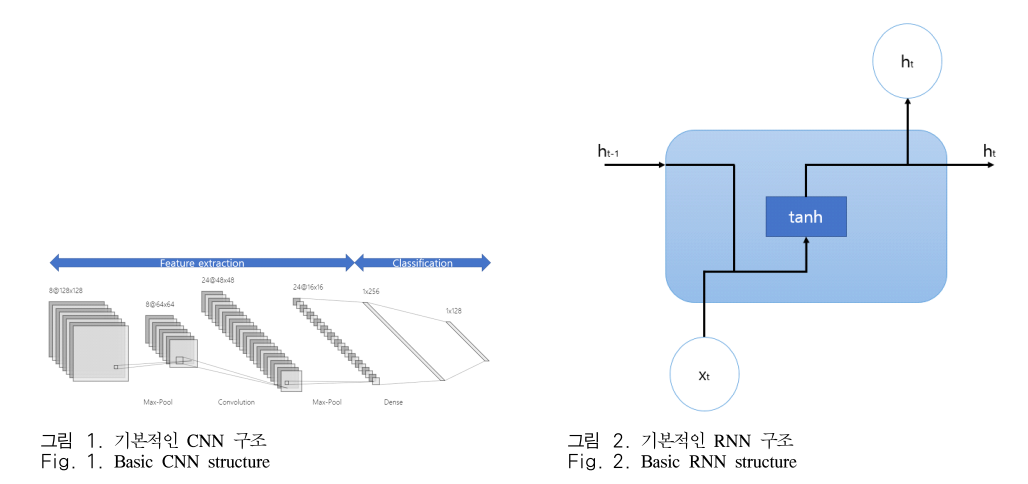 Feature extraction
Classification
8@128x128
8@64x64
24@48x48
24@16x16
1x256
1x128
Max-Pool
Convolution
Max-Pool
Dense
그림 1. 기본적인 CNN 구조
Fig. 1. Basic CNN structure
ht
ht-1
ht
tanh
xt
그림 2. 기본적인 RNN 구조
Fig. 2. Basic RNN structure